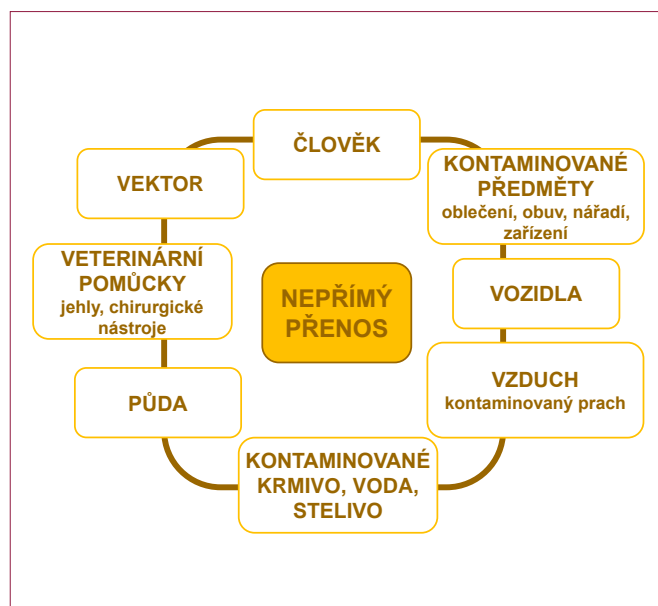 ČLOVĚK
KONTAMINOVANÉ
PŘEDMĚTY
oblečení, obuv, nářadí,
zařízení
VOZIDLA
VZDUCH
kontaminovaný prach
KONTAMINOVANÉ
KRMIVO, VODA,
STELIVO
PŮDA
VETERINÁRNÍ
POMŮCKY
jehly, chirurgické
nástroje
VEKTOR
NEPŘÍMÝ
PŘENOS